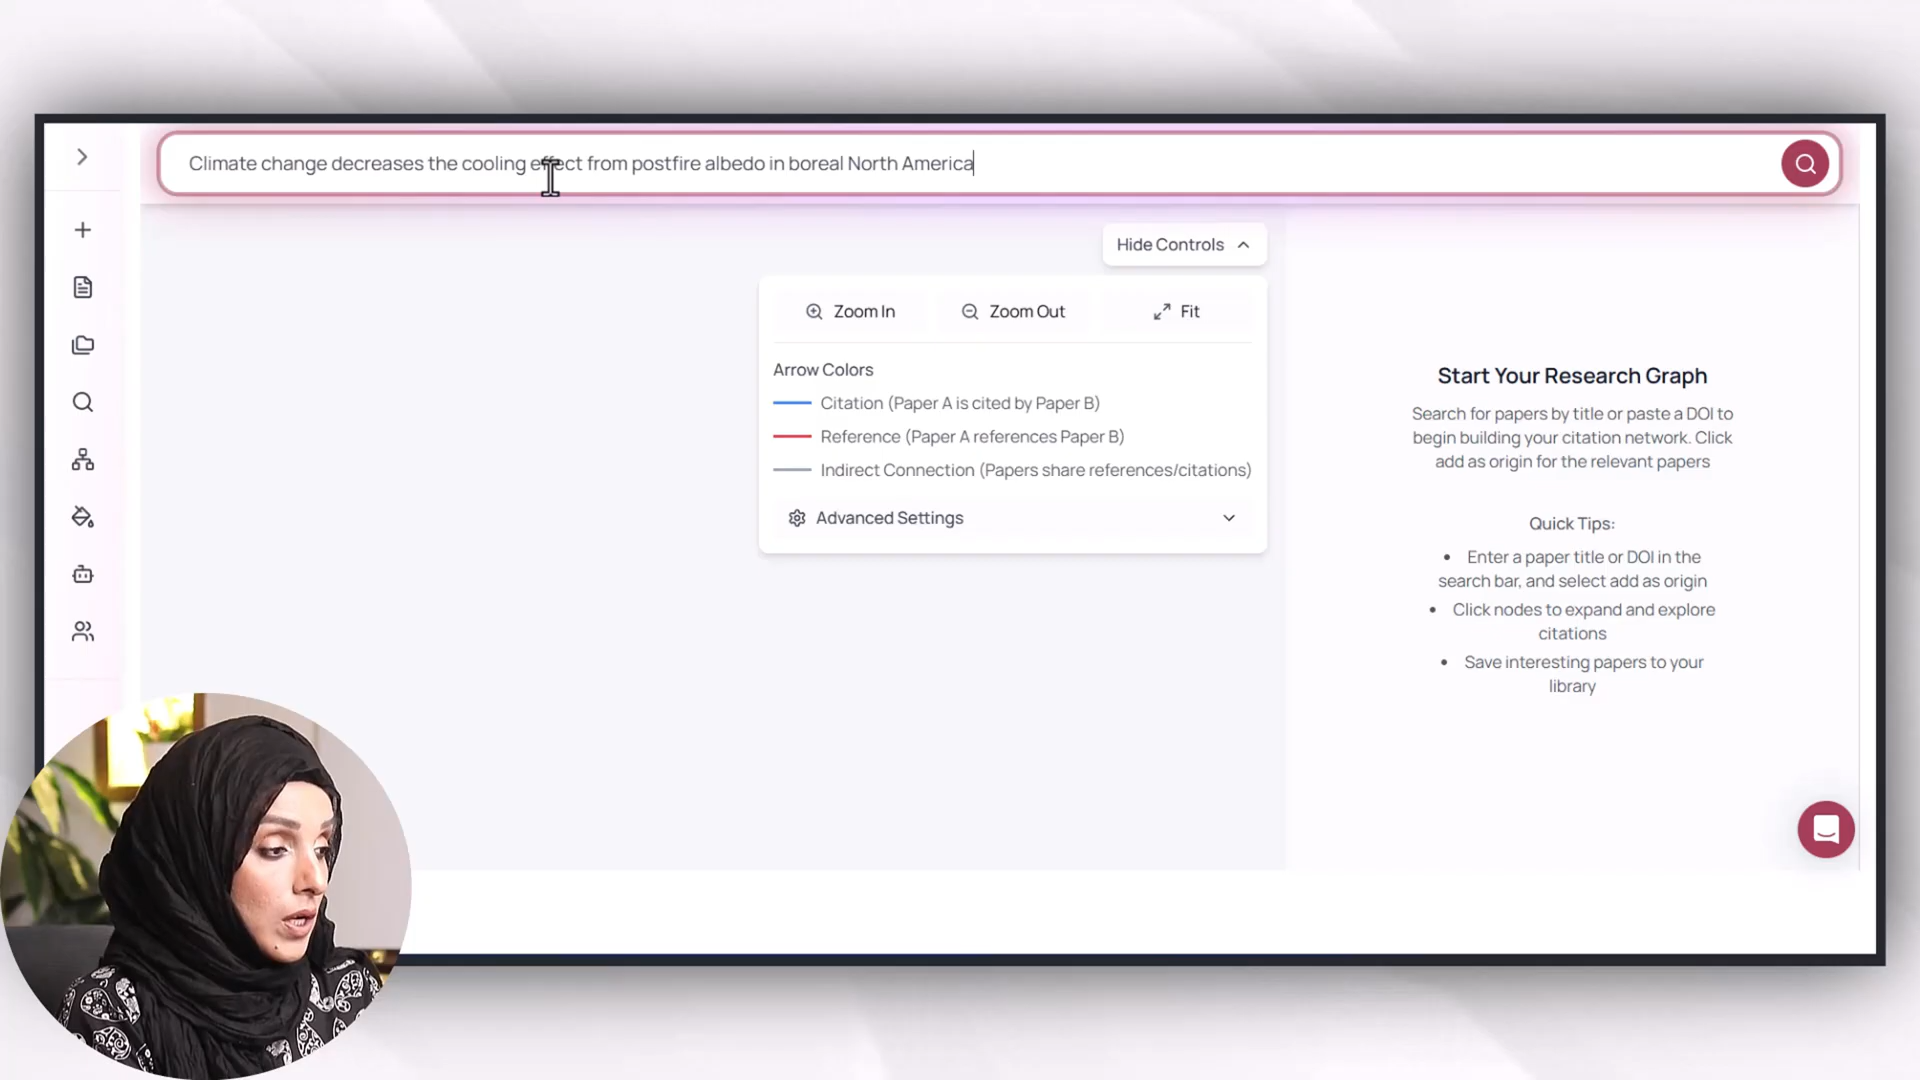 Climate change decreases the cooling effect from postfire albedo in boreal North America
Hide Controls
Zoom In
Zoom Out
Fit
Arrow Colors
Citation (Paper A is cited by Paper B)
Reference (Paper A references Paper B)
Indirect Connection (Papers share references/citations)
Advanced Settings
Start Your Research Graph
Search for papers by title or paste a DOI to
begin building your citation network. Click
add as origin for the relevant papers
Quick Tips:
• Enter a paper title or DOI in the
search bar, and select add as origin
• Click nodes to expand and explore
citations
• Save interesting papers to your
library